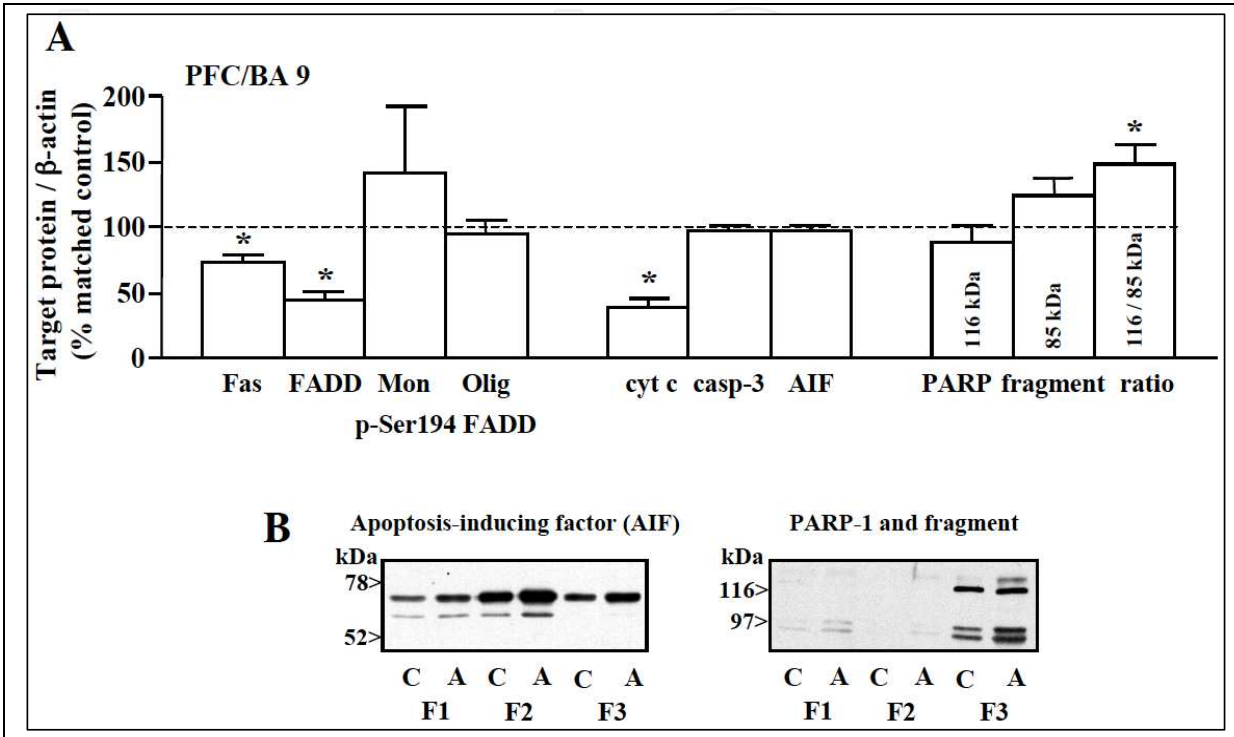 A
PFC/BA 9
Target protein / β-actin
(% matched control)
200
150
100
50
0
* * * *
116 kDa
85 kDa
116 / 85 kDa
Fas FADD Mon Olig cyt c casp-3 AIF PARP fragment ratio
p-Ser194 FADD
B
Apoptosis-inducing factor (AIF)
kDa
78>
52>
C A C A C A
F1 F2 F3
PARP-1 and fragment
kDa
116>
97>
C A C A C A
F1 F2 F3